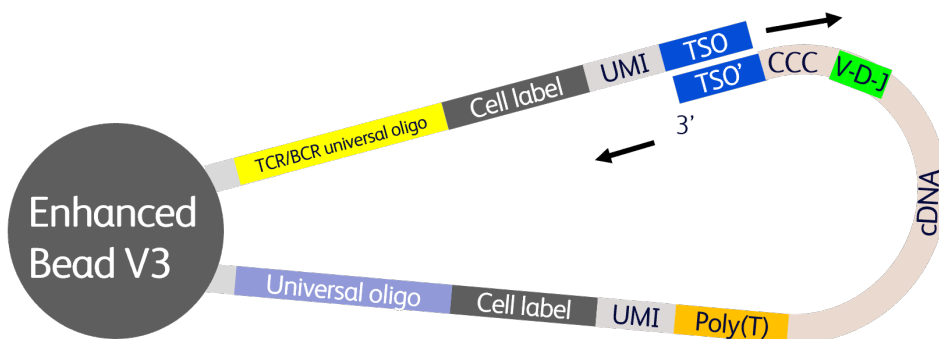 TSO
UMI
Cell label
TCR/BCR universal oligo
TSO'
CCC
V-D-J
3’
cDNA
Enhanced
Bead V3
Universal oligo
Cell label
UMI
Poly(T)